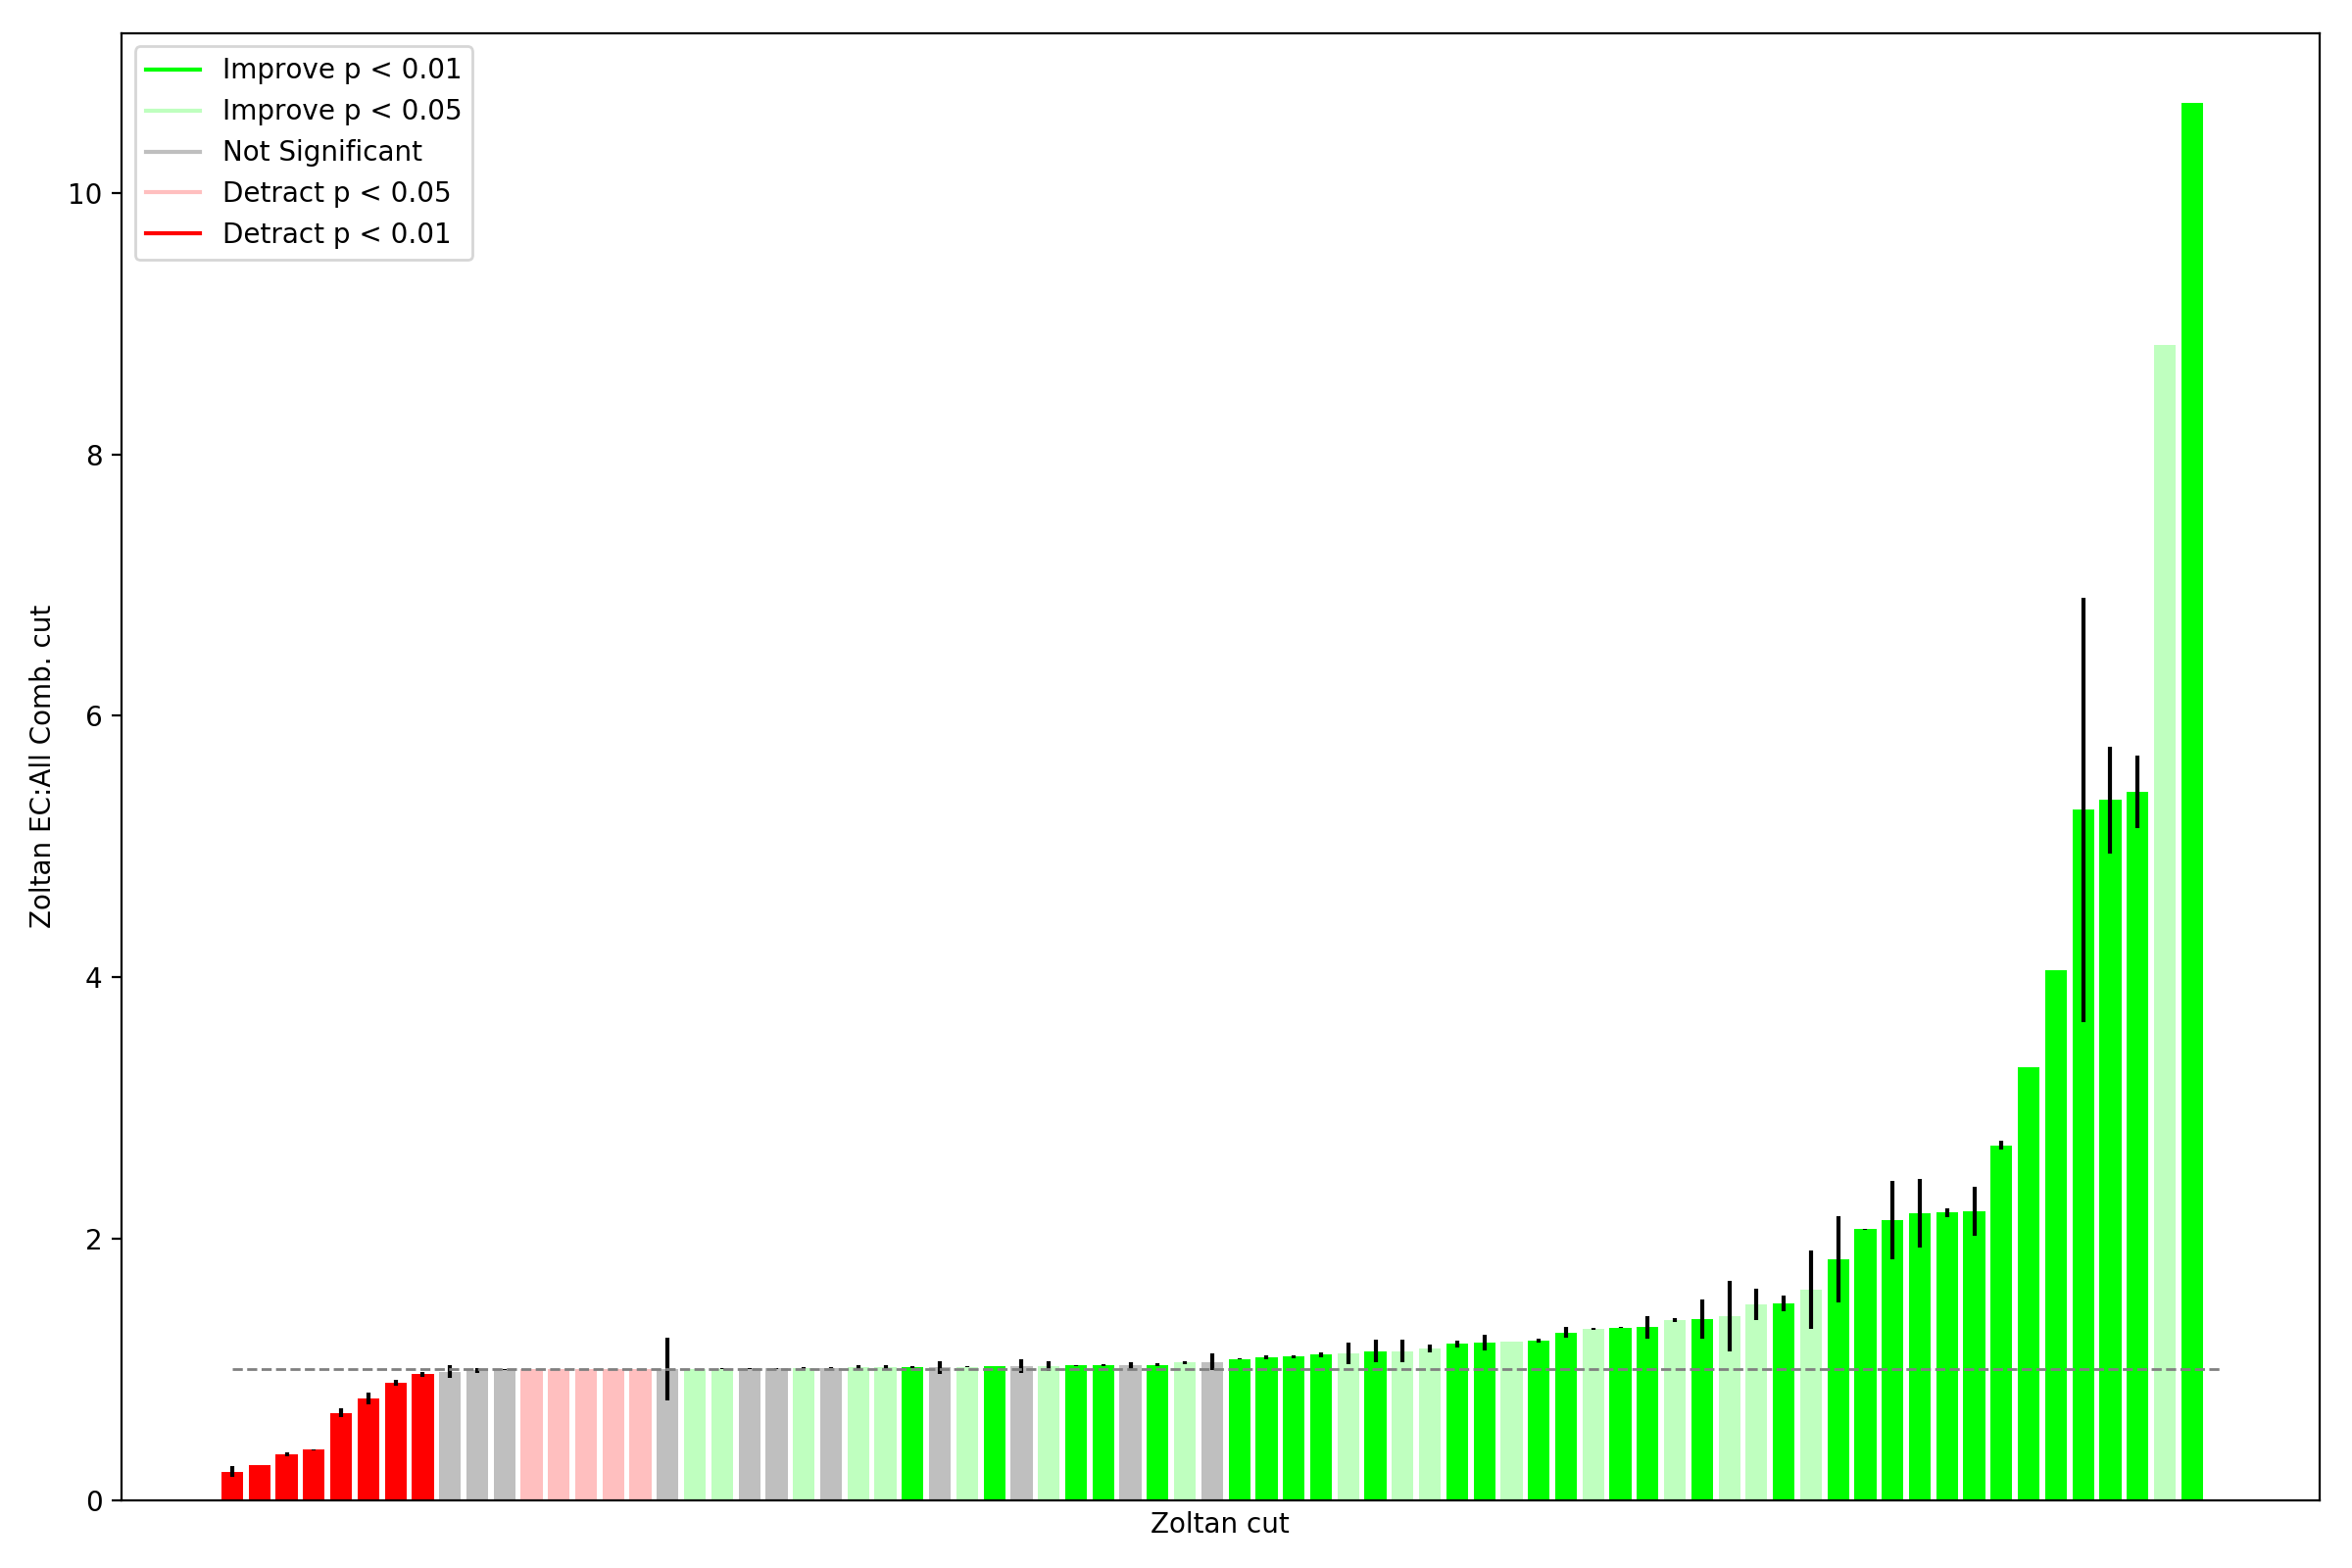 Improve p < 0.01
Improve p < 0.05
Not Significant
Detract p < 0.05
Detract p < 0.01
10
8
6
4
2
0
Zoltan EC:All Comb. cut
Zoltan cut